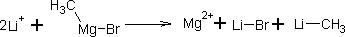 2Li⁺ + H₃C–Mg–Br ⟶ Mg²⁺ + Li–Br + Li–CH₃